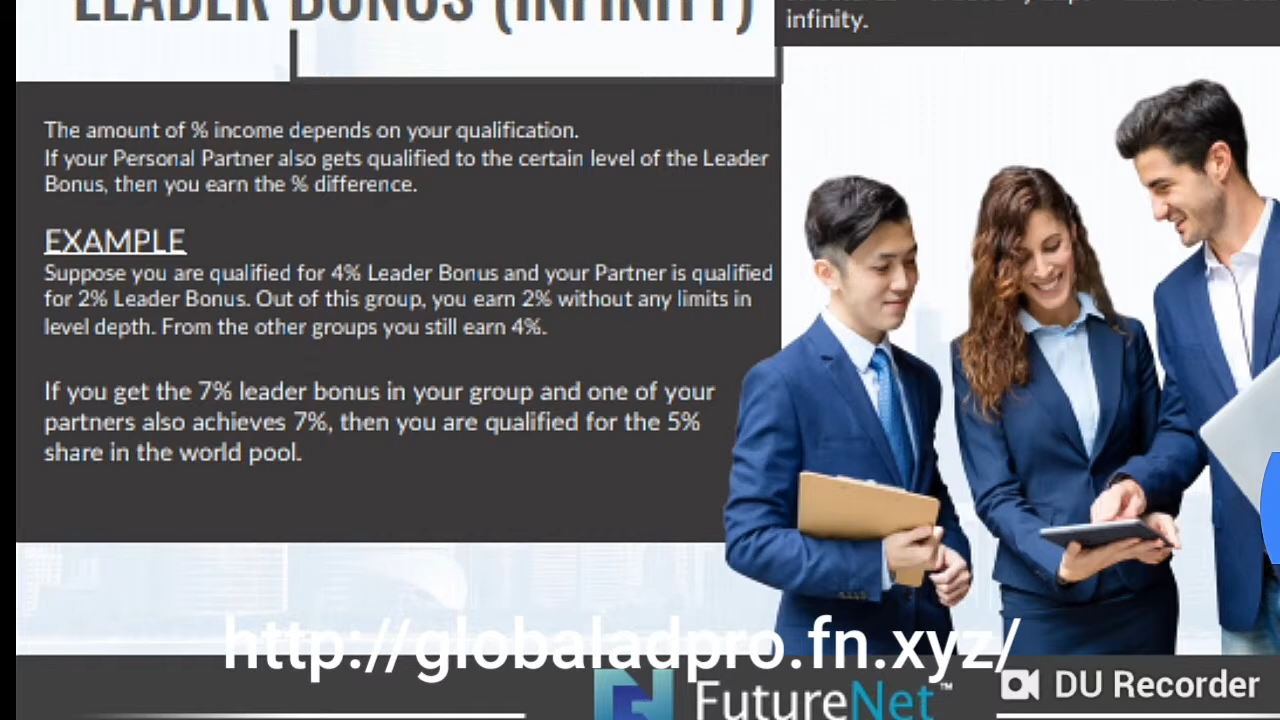 LEADER BONUS (INFINITY)
infinity.
The amount of % income depends on your qualification.
If your Personal Partner also gets qualified to the certain level of the Leader
Bonus, then you earn the % difference.
EXAMPLE
Suppose you are qualified for 4% Leader Bonus and your Partner is qualified
for 2% Leader Bonus. Out of this group, you earn 2% without any limits in
level depth. From the other groups you still earn 4%.
If you get the 7% leader bonus in your group and one of your
partners also achieves 7%, then you are qualified for the 5%
share in the world pool.
http://globaladpro.fn.xyz/
FutureNet™
DU Recorder